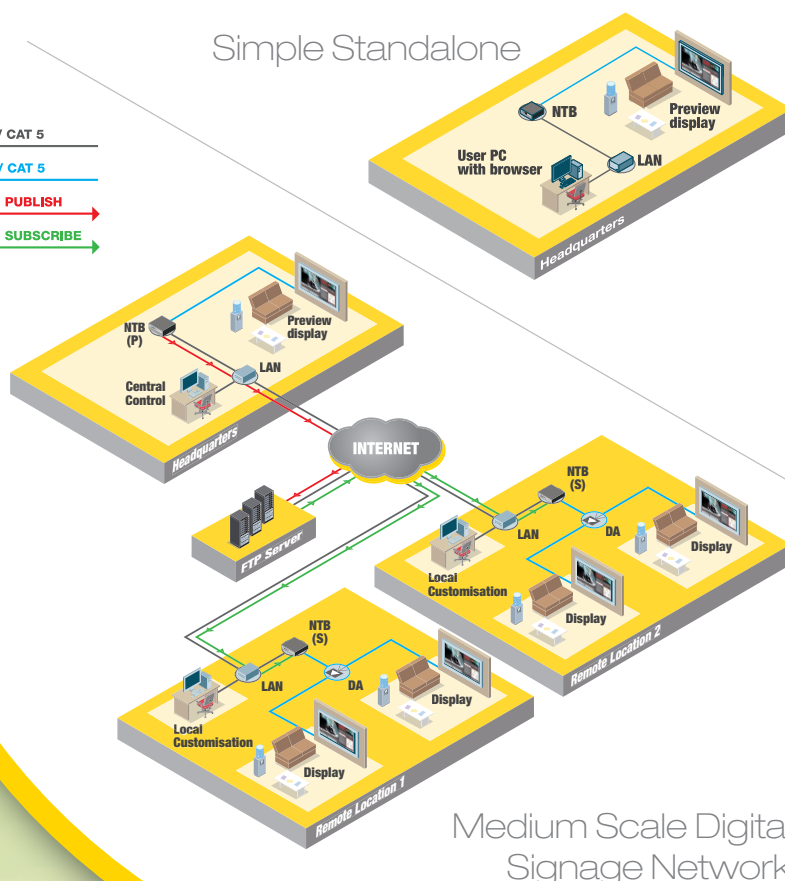 Simple Standalone
/ CAT 5
/ CAT 5
PUBLISH
SUBSCRIBE
NTB
Preview
display
User PC
with browser
LAN
Headquarters
NTB
(P)
Preview
display
LAN
Central
Control
Headquarters
INTERNET
FTP Server
NTB
(S)
LAN
DA
Display
Local
Customisation
Display
Remote Location 2
NTB
(S)
LAN
DA
Display
Local
Customisation
Display
Remote Location 1
Medium Scale Digita
Signage Network